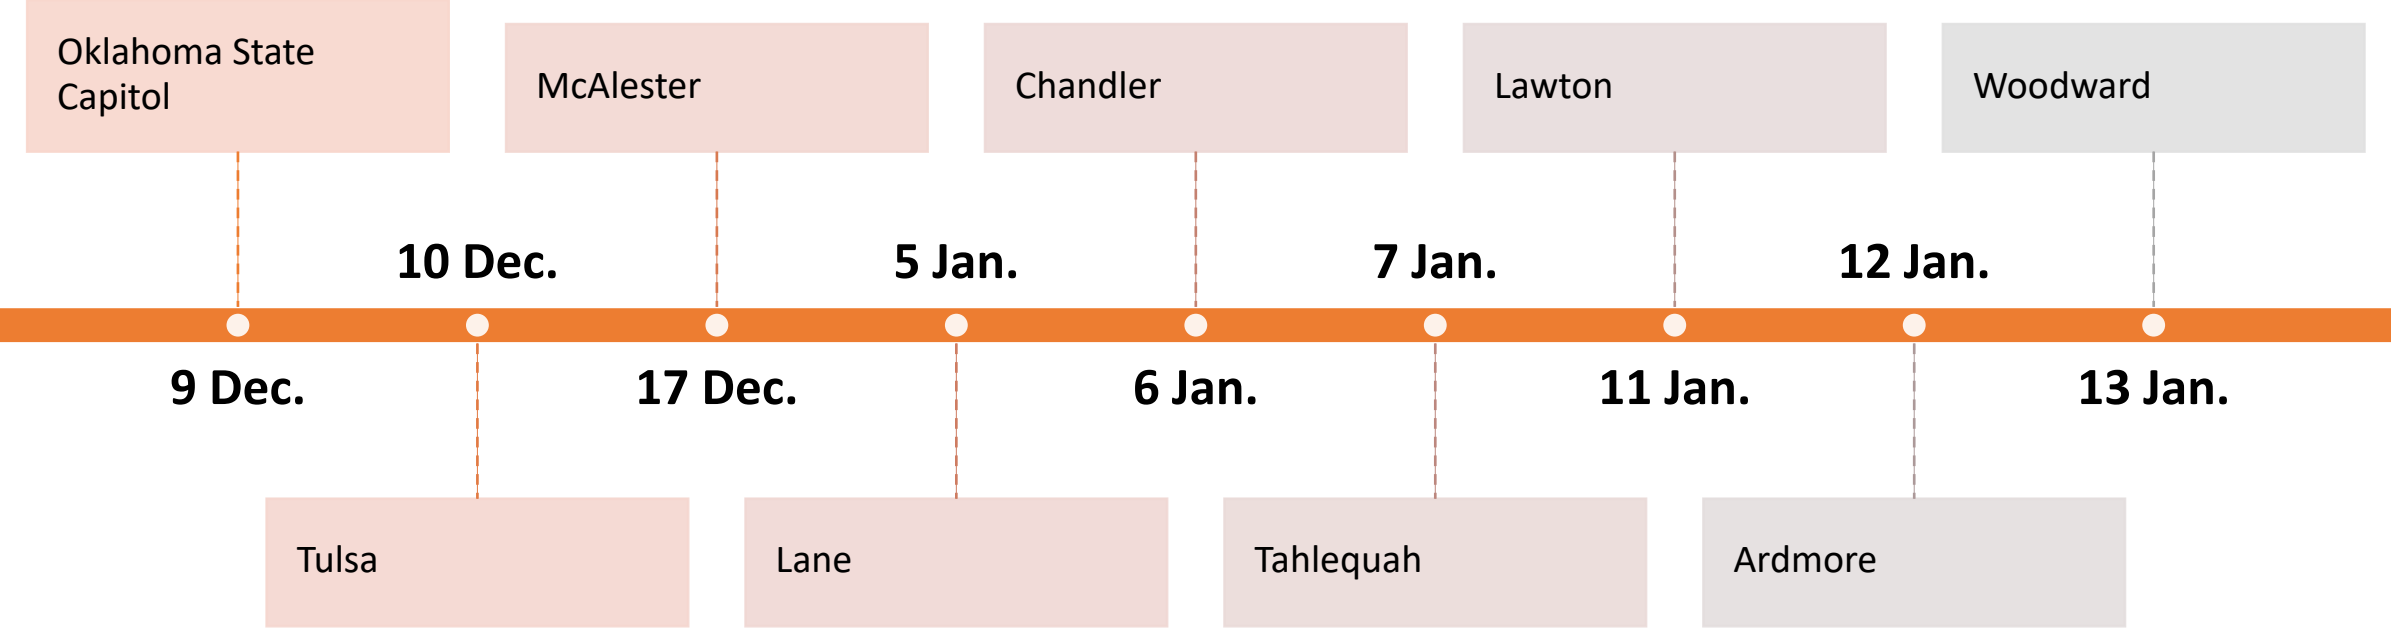 Oklahoma State
Capitol
McAlester
Chandler
Lawton
Woodward
10 Dec.
5 Jan.
7 Jan.
12 Jan.
9 Dec.
17 Dec.
6 Jan.
11 Jan.
13 Jan.
Tulsa
Lane
Tahlequah
Ardmore